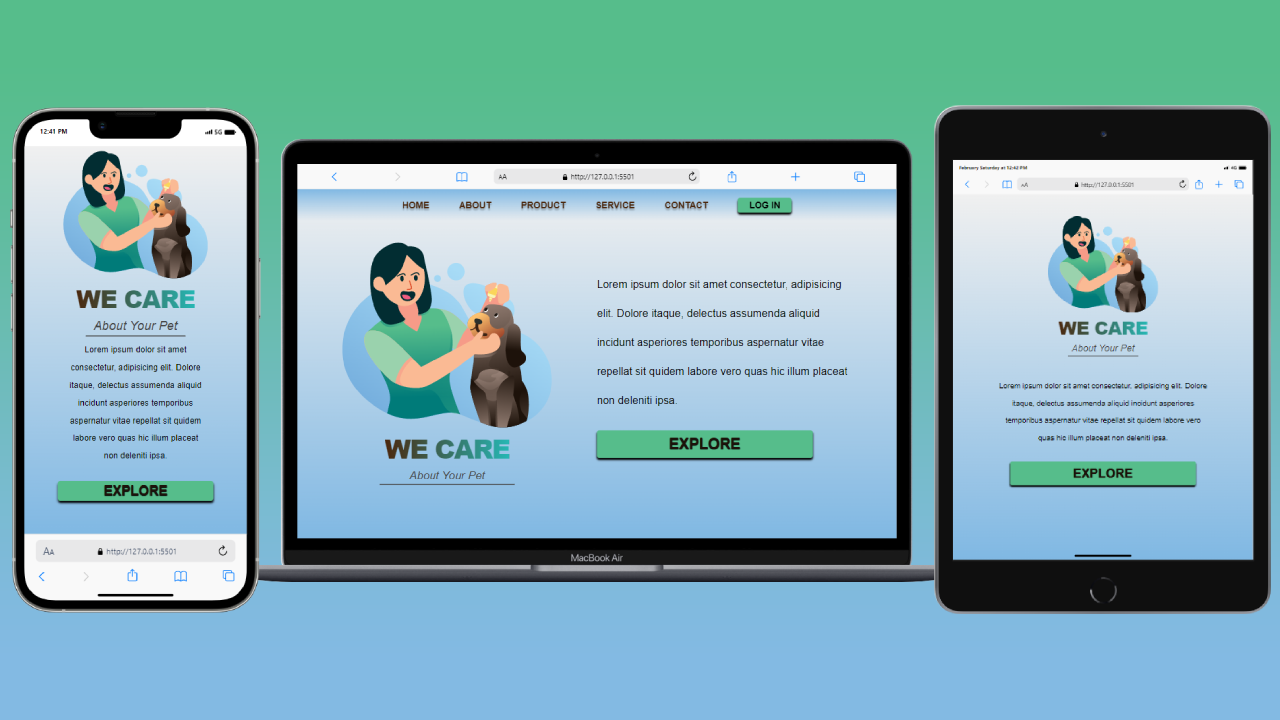 12:41 PM
5G
WE CARE
About Your Pet
Lorem ipsum dolor sit amet
consectetur, adipisicing elit. Dolore
itaque, delectus assumenda aliquid
incidunt asperiores temporibus
aspernatur vitae repellat sit quidem
labore vero quas hic illum placeat
non deleniti ipsa.
EXPLORE
AA http://127.0.0.1:5501
AA http://127.0.0.1:5501
HOME ABOUT PRODUCT SERVICE CONTACT LOG IN
WE CARE
About Your Pet
Lorem ipsum dolor sit amet consectetur, adipisicing
elit. Dolore itaque, delectus assumenda aliquid
incidunt asperiores temporibus aspernatur vitae
repellat sit quidem labore vero quas hic illum placeat
non deleniti ipsa.
EXPLORE
MacBook Air
February Saturday at 12:42 PM
4G
AA http://127.0.0.1:5501
WE CARE
About Your Pet
Lorem ipsum dolor sit amet consectetur, adipisicing elit. Dolore
itaque, delectus assumenda aliquid incidunt asperiores
temporibus aspernatur vitae repellat sit quidem labore vero
quas hic illum placeat non deleniti ipsa.
EXPLORE